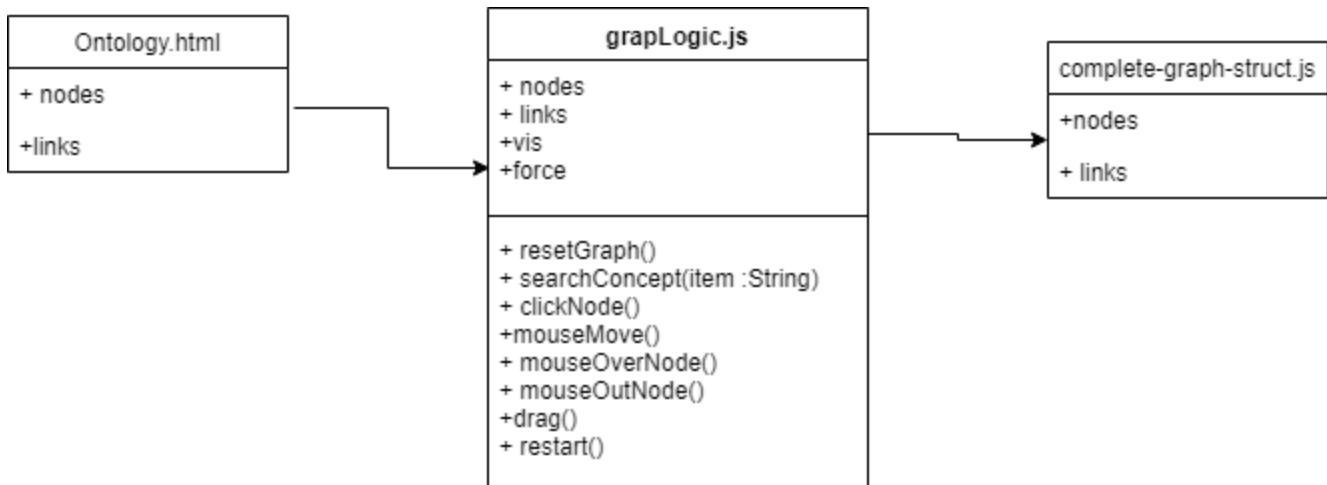 Ontology.html
+ nodes
+links
grapLogic.js
+ nodes
+ links
+vis
+force
+ resetGraph()
+ searchConcept(item :String)
+ clickNode()
+mouseMove()
+ mouseOverNode()
+ mouseOutNode()
+drag()
+ restart()
complete-graph-struct.js
+nodes
+ links